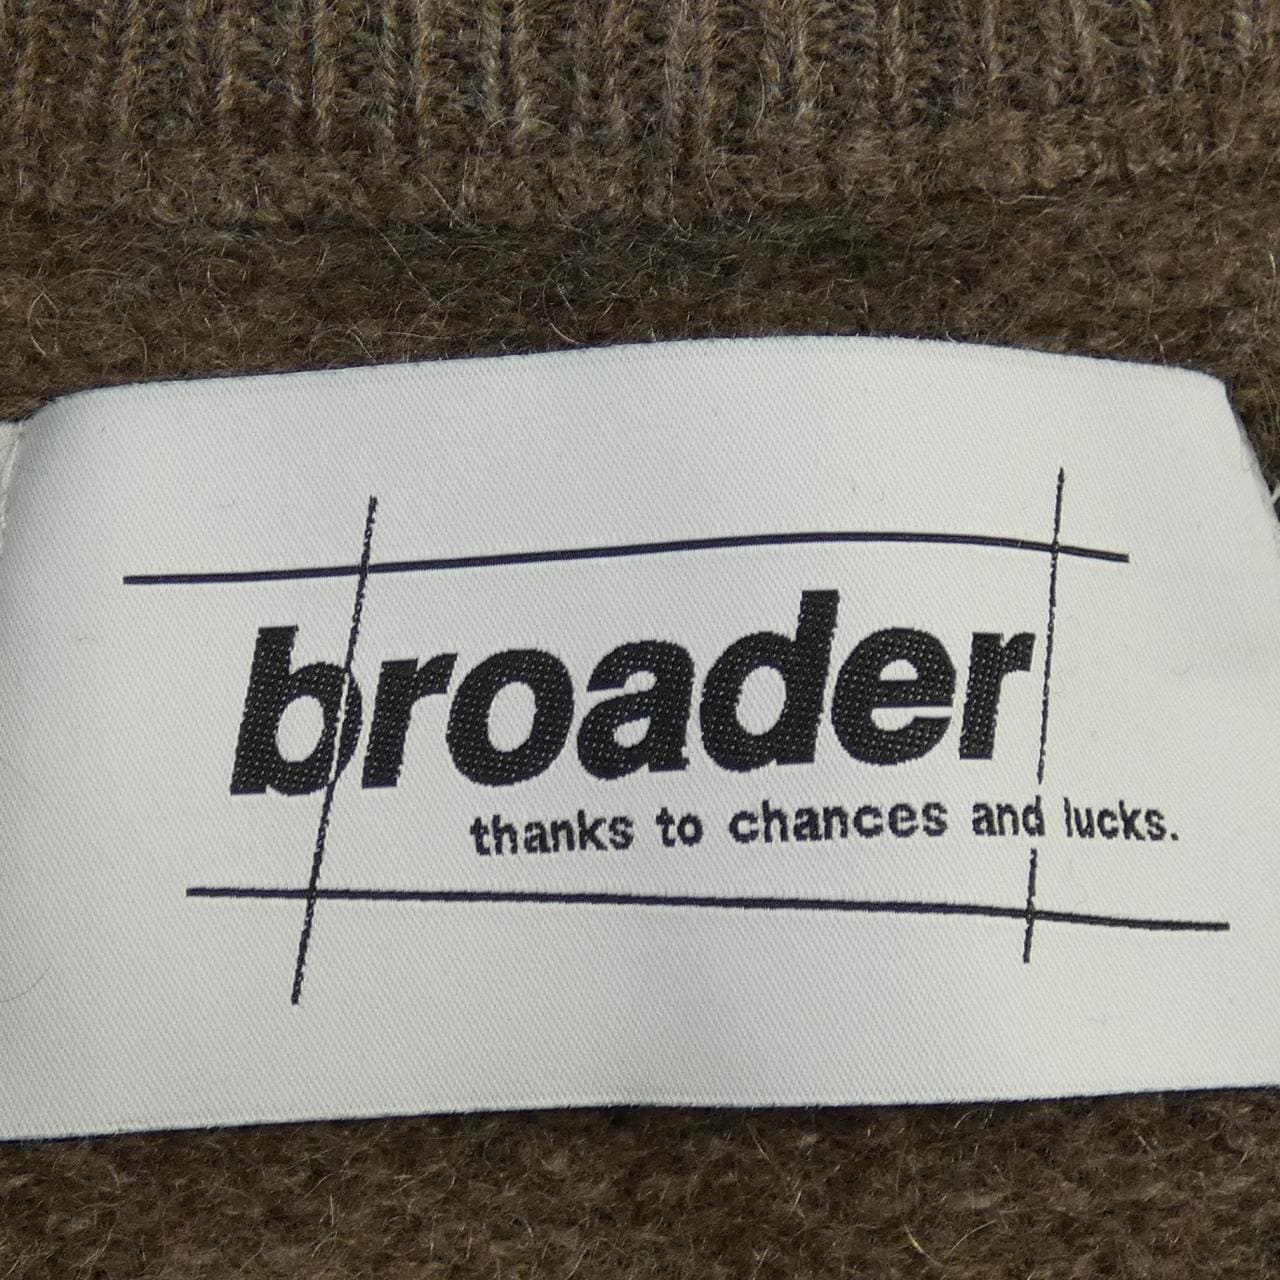 broader
thanks to chances and lucks.